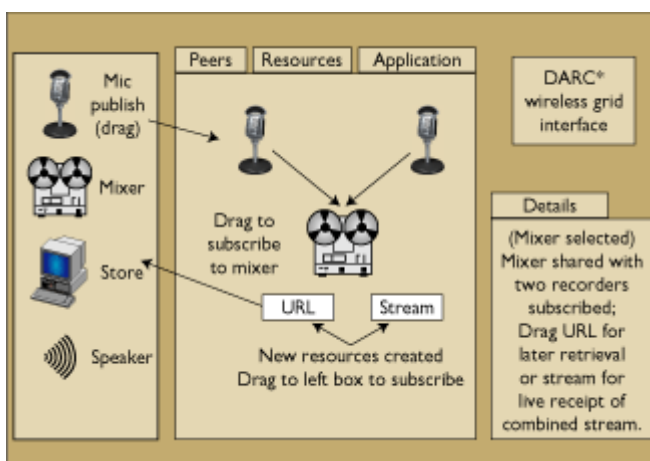 Mic
publish
(drag)
Mixer
Store
Speaker
Peers
Resources
Application
Drag to
subscribe
to mixer
URL
Stream
New resources created
Drag to left box to subscribe
DARC*
wireless grid
interface
Details
(Mixer selected)
Mixer shared with
two recorders
subscribed;
Drag URL for
later retrieval
or stream for
live receipt of
combined stream.